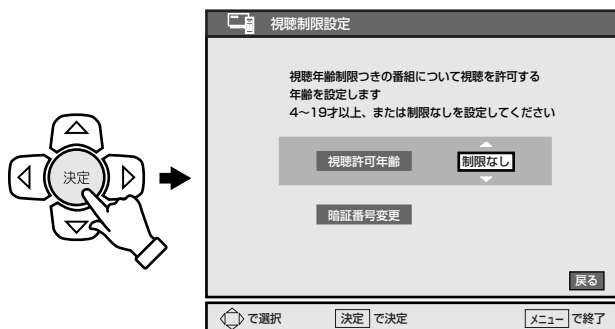 視聴制限設定
視聴年齢制限つきの番組について視聴を許可する
年齢を設定します
4〜19才以上、または制限なしを設定してください
視聴許可年齢 制限なし
決定
暗証番号変更
戻る
で選択 決定 で決定 メニュー で終了